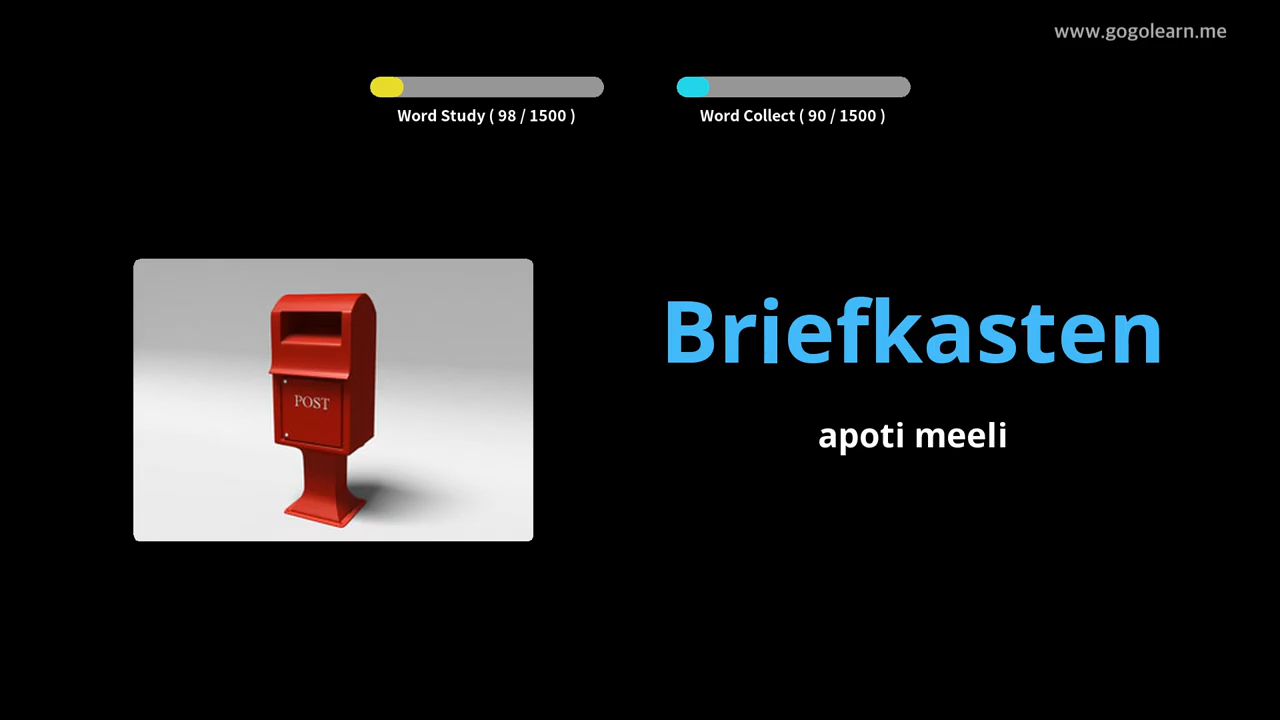 www.gogolearn.me
Word Study ( 98 / 1500 )
Word Collect ( 90 / 1500 )
POST
Briefkasten
apoti meeli